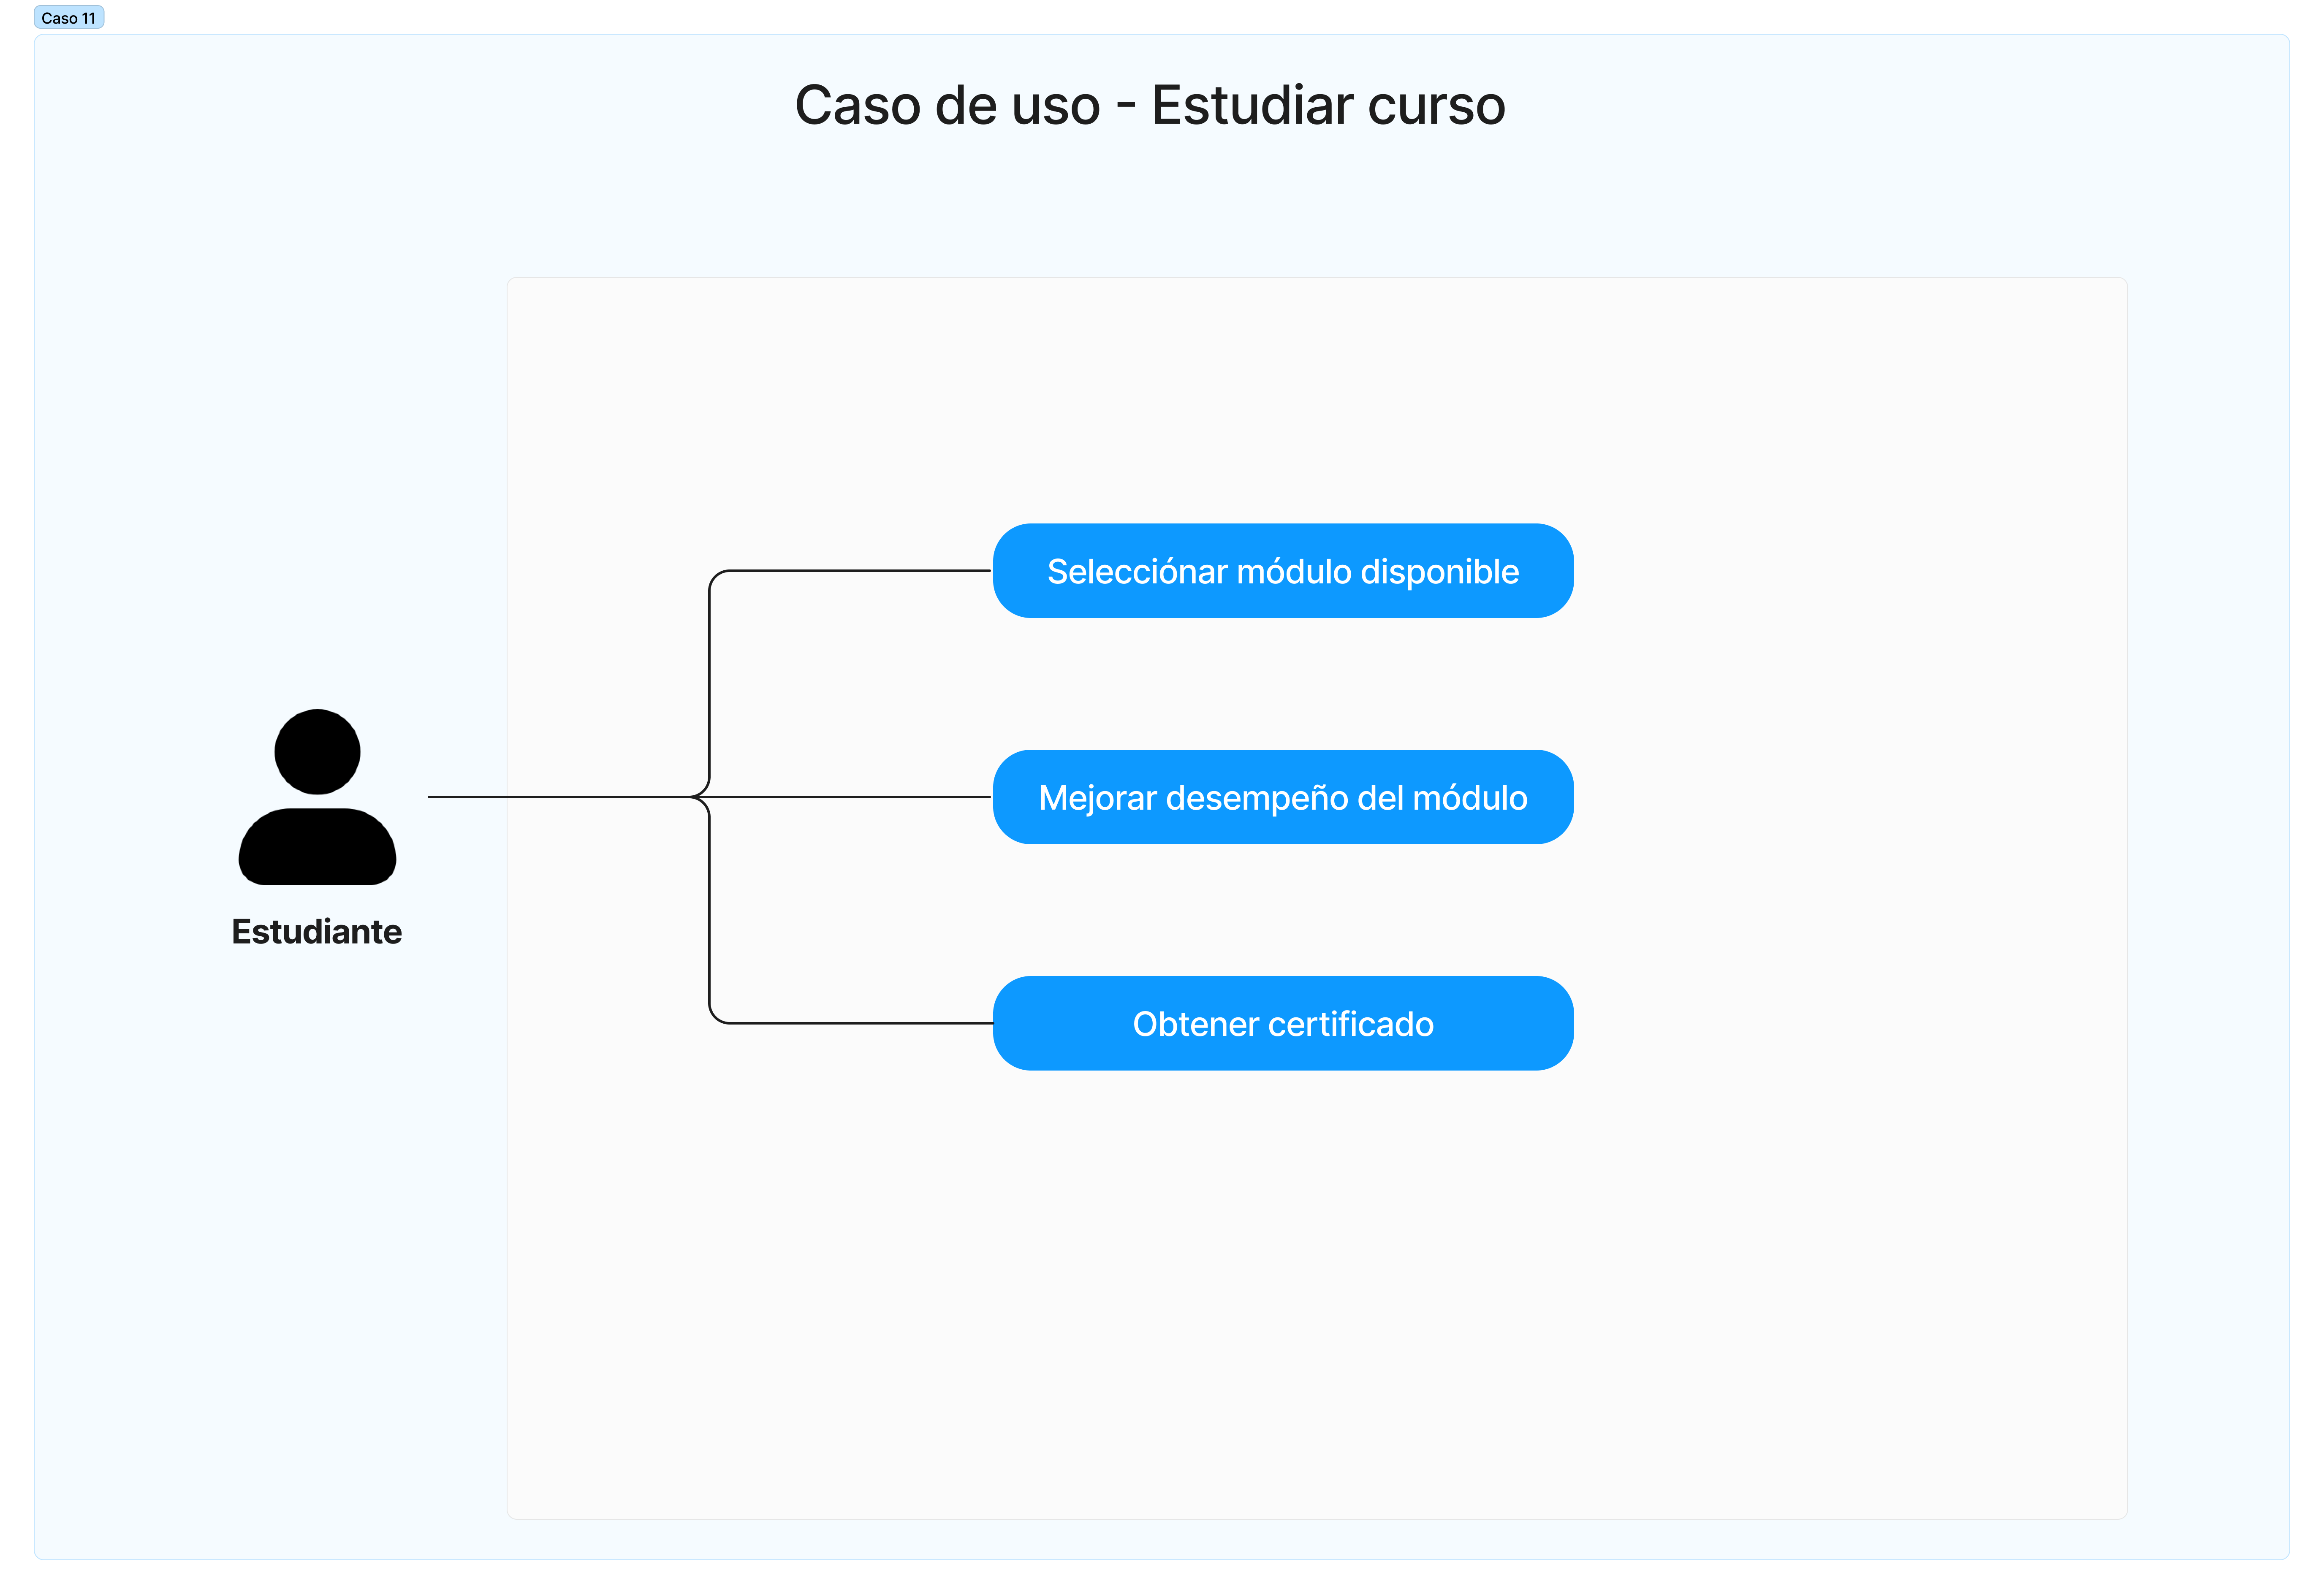 Caso 11
Caso de uso - Estudiar curso
Selecciónar módulo disponible
Mejorar desempeño del módulo
Estudiante
Obtener certificado